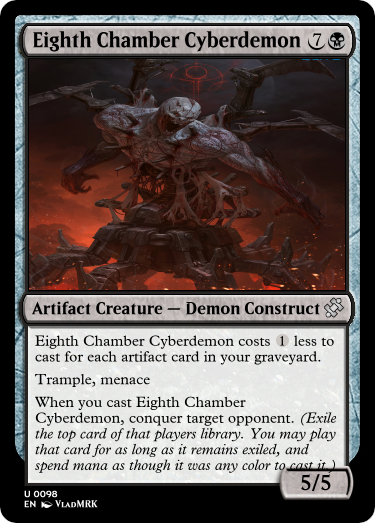 Eighth Chamber Cyberdemon 7
Artifact Creature — Demon Construct
Eighth Chamber Cyberdemon costs 1 less to
cast for each artifact card in your graveyard.
Trample, menace
When you cast Eighth Chamber
Cyberdemon, conquer target opponent. (Exile
the top card of that players library. You may play
that card for as long as it remains exiled, and
spend mana as though it was any color to cast it.)
5/5
U 0098
EN VLADMRK